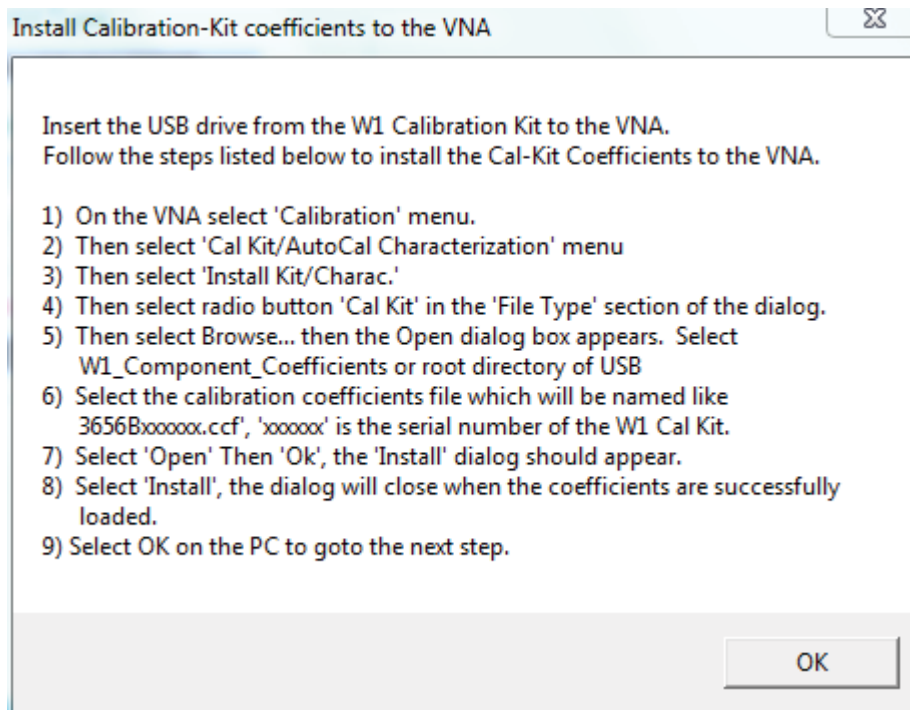 Install Calibration-Kit coefficients to the VNA
Insert the USB drive from the W1 Calibration Kit to the VNA.
Follow the steps listed below to install the Cal-Kit Coefficients to the VNA.
1) On the VNA select 'Calibration' menu.
2) Then select 'Cal Kit/AutoCal Characterization' menu
3) Then select 'Install Kit/Charac.'
4) Then select radio button 'Cal Kit' in the 'File Type' section of the dialog.
5) Then select Browse... then the Open dialog box appears. Select
W1_Component_Coefficients or root directory of USB
6) Select the calibration coefficients file which will be named like
3656Bxxxxxx.ccf', 'xxxxxx' is the serial number of the W1 Cal Kit.
7) Select 'Open' Then 'Ok', the 'Install' dialog should appear.
8) Select 'Install', the dialog will close when the coefficients are successfully
loaded.
9) Select OK on the PC to goto the next step.
OK